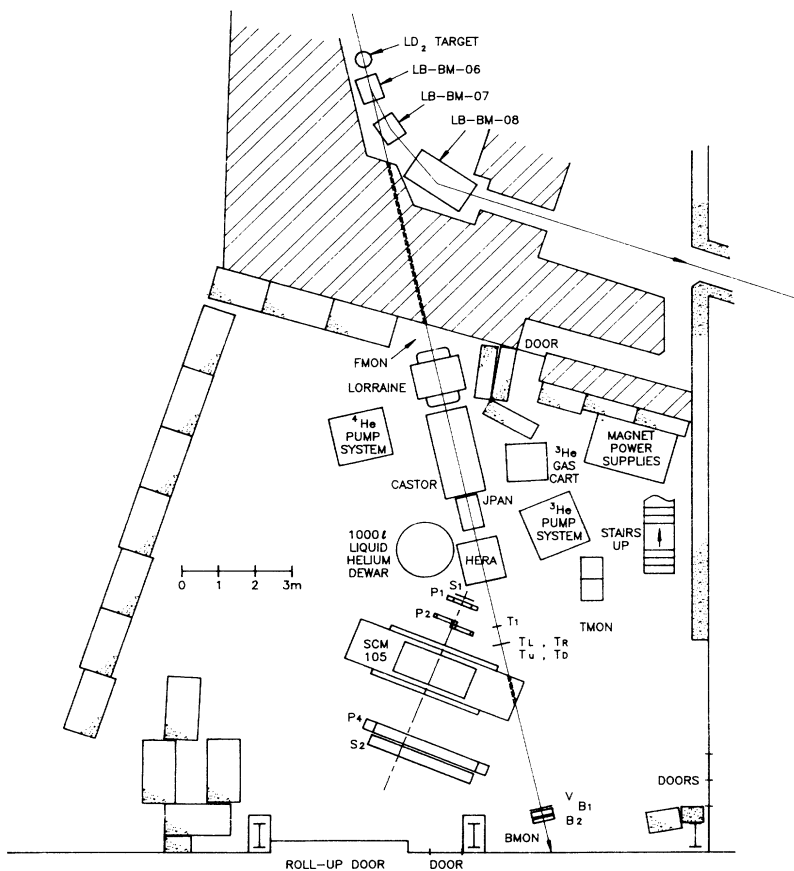 LD₂ TARGET
LB-BM-06
LB-BM-07
LB-BM-08
DOOR
FMON
LORRAINE
⁴He
PUMP
SYSTEM
MAGNET
POWER
SUPPLIES
³He
GAS
CART
CASTOR
JPAN
³He
PUMP
SYSTEM
STAIRS
UP
1000ℓ
LIQUID
HELIUM
DEWAR
HERA
0 1 2 3m
S1
P1
P2
T1
TMON
TL , TR
TU , TD
SCM
105
P4
S2
DOORS
V
B1
B2
BMON
ROLL-UP DOOR
DOOR